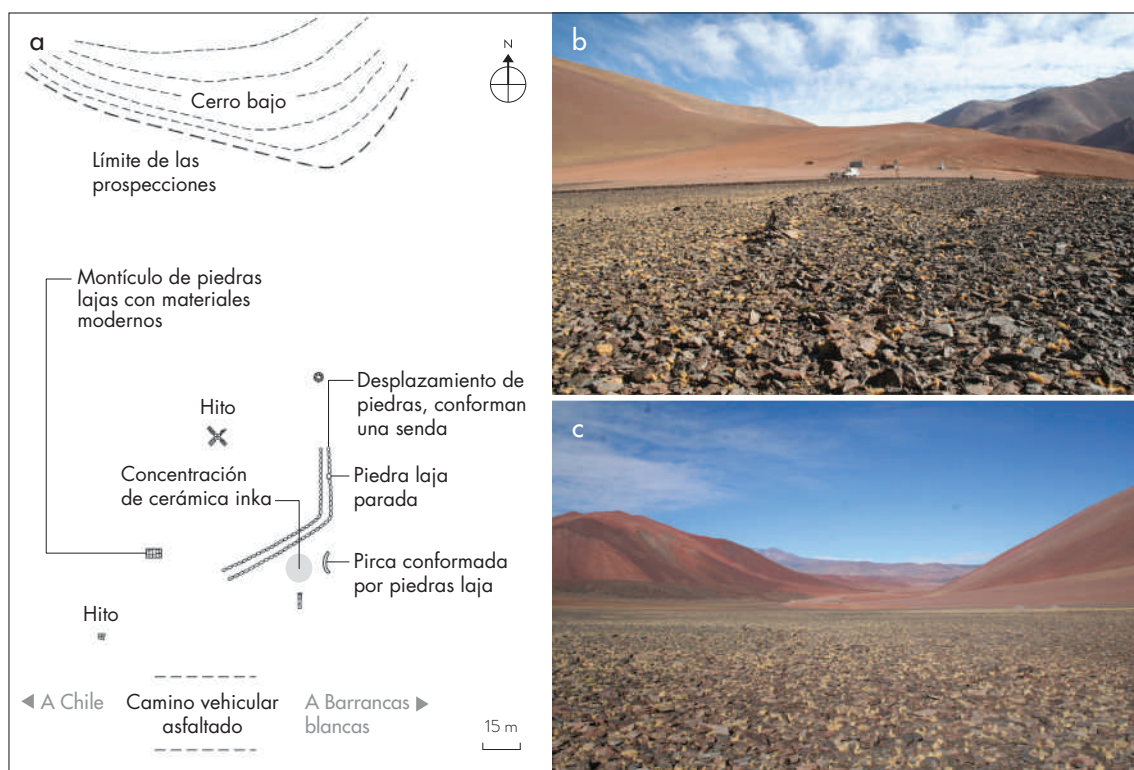 a
N
Cerro bajo
Límite de las
prospecciones
Montículo de piedras
lajas con materiales
modernos
Desplazamiento de
piedras, conforman
una senda
Hito
Concentración
de cerámica inka
Piedra laja
parada
Pirca conformada
por piedras laja
Hito
A Chile
Camino vehicular
asfaltado
A Barrancas
blancas
15 m
b
c